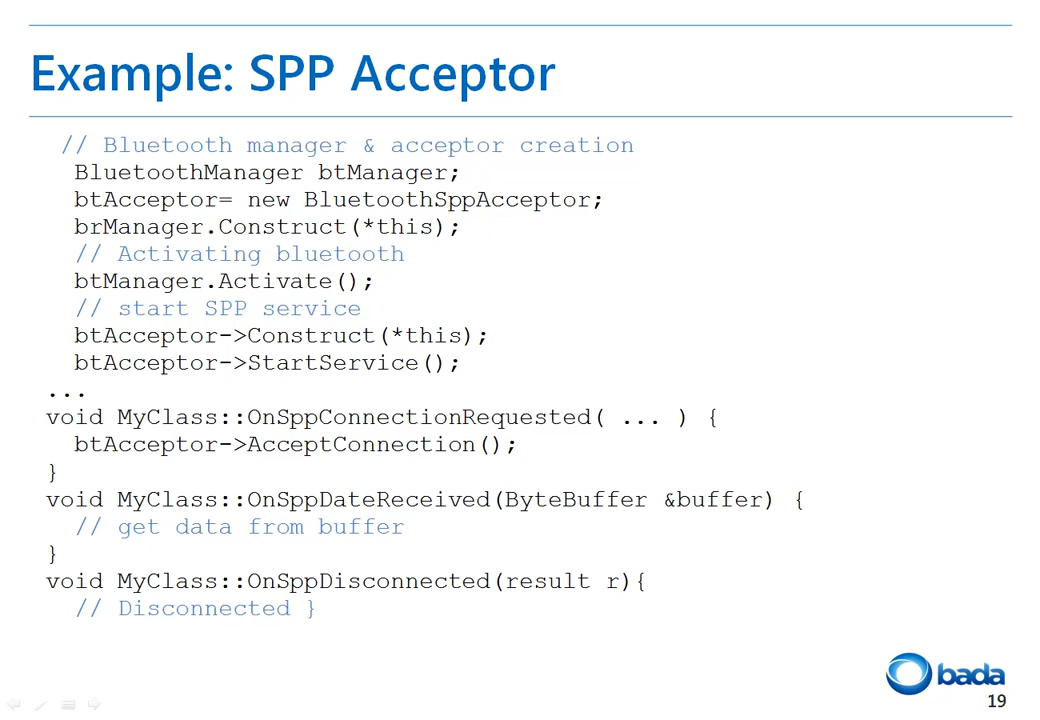 Example: SPP Acceptor
// Bluetooth manager & acceptor creation
BluetoothManager btManager;
btAcceptor= new BluetoothSppAcceptor;
brManager.Construct(*this);
// Activating bluetooth
btManager.Activate();
// start SPP service
btAcceptor->Construct(*this);
btAcceptor->StartService();
...
void MyClass::OnSppConnectionRequested( ... ) {
btAcceptor->AcceptConnection();
}
void MyClass::OnSppDateReceived(ByteBuffer &buffer) {
// get data from buffer
}
void MyClass::OnSppDisconnected(result r){
// Disconnected }
bada
19